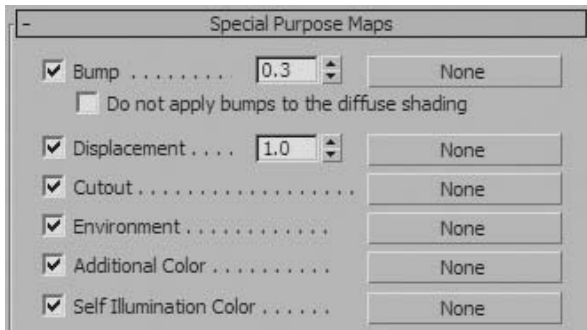 - Special Purpose Maps
Bump ........ 0.3 None
Do not apply bumps to the diffuse shading
Displacement .... 1.0 None
Cutout ................... None
Environment ............ None
Additional Color .......... None
Self Illumination Color ...... None